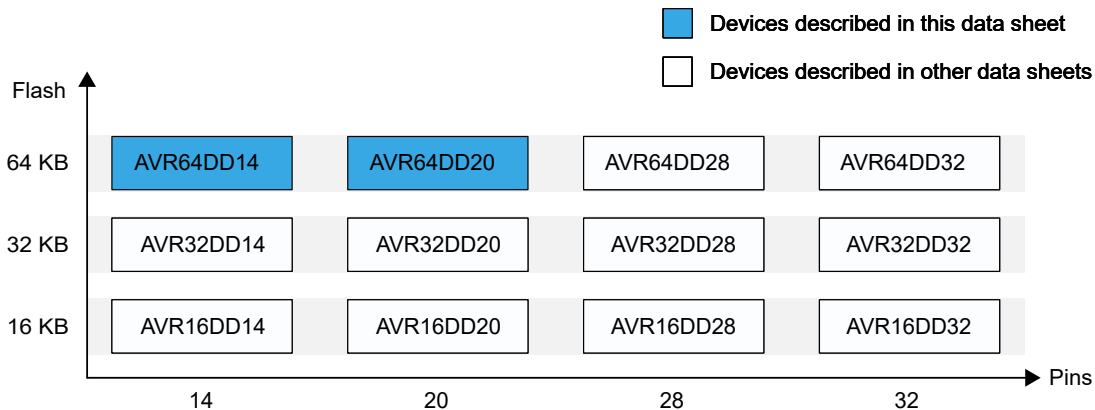 Devices described in this data sheet
Devices described in other data sheets
Flash
64 KB AVR64DD14 AVR64DD20 AVR64DD28 AVR64DD32
32 KB AVR32DD14 AVR32DD20 AVR32DD28 AVR32DD32
16 KB AVR16DD14 AVR16DD20 AVR16DD28 AVR16DD32
Pins
14 20 28 32